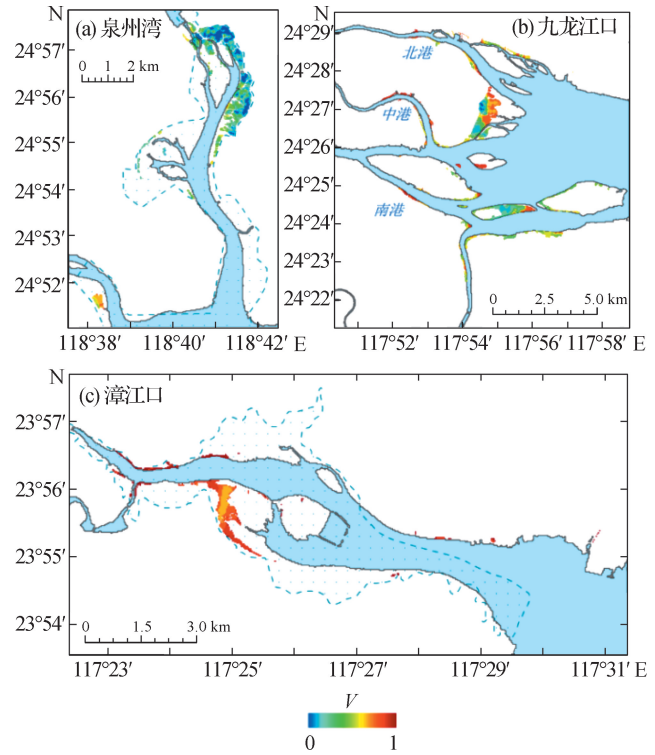 N
(a) 泉州湾
0 1 2 km
24°57′
24°56′
24°55′
24°54′
24°53′
24°52′
118°38′ 118°40′ 118°42′ E
N
(b) 九龙江口
24°29′
24°28′
24°27′
24°26′
24°25′
24°24′
24°23′
24°22′
北港
中港
南港
0 2.5 5.0 km
117°52′ 117°54′ 117°56′ 117°58′ E
N
(c) 漳江口
23°57′
23°56′
23°55′
23°54′
0 1.5 3.0 km
117°23′ 117°25′ 117°27′ 117°29′ 117°31′ E
V
0 1